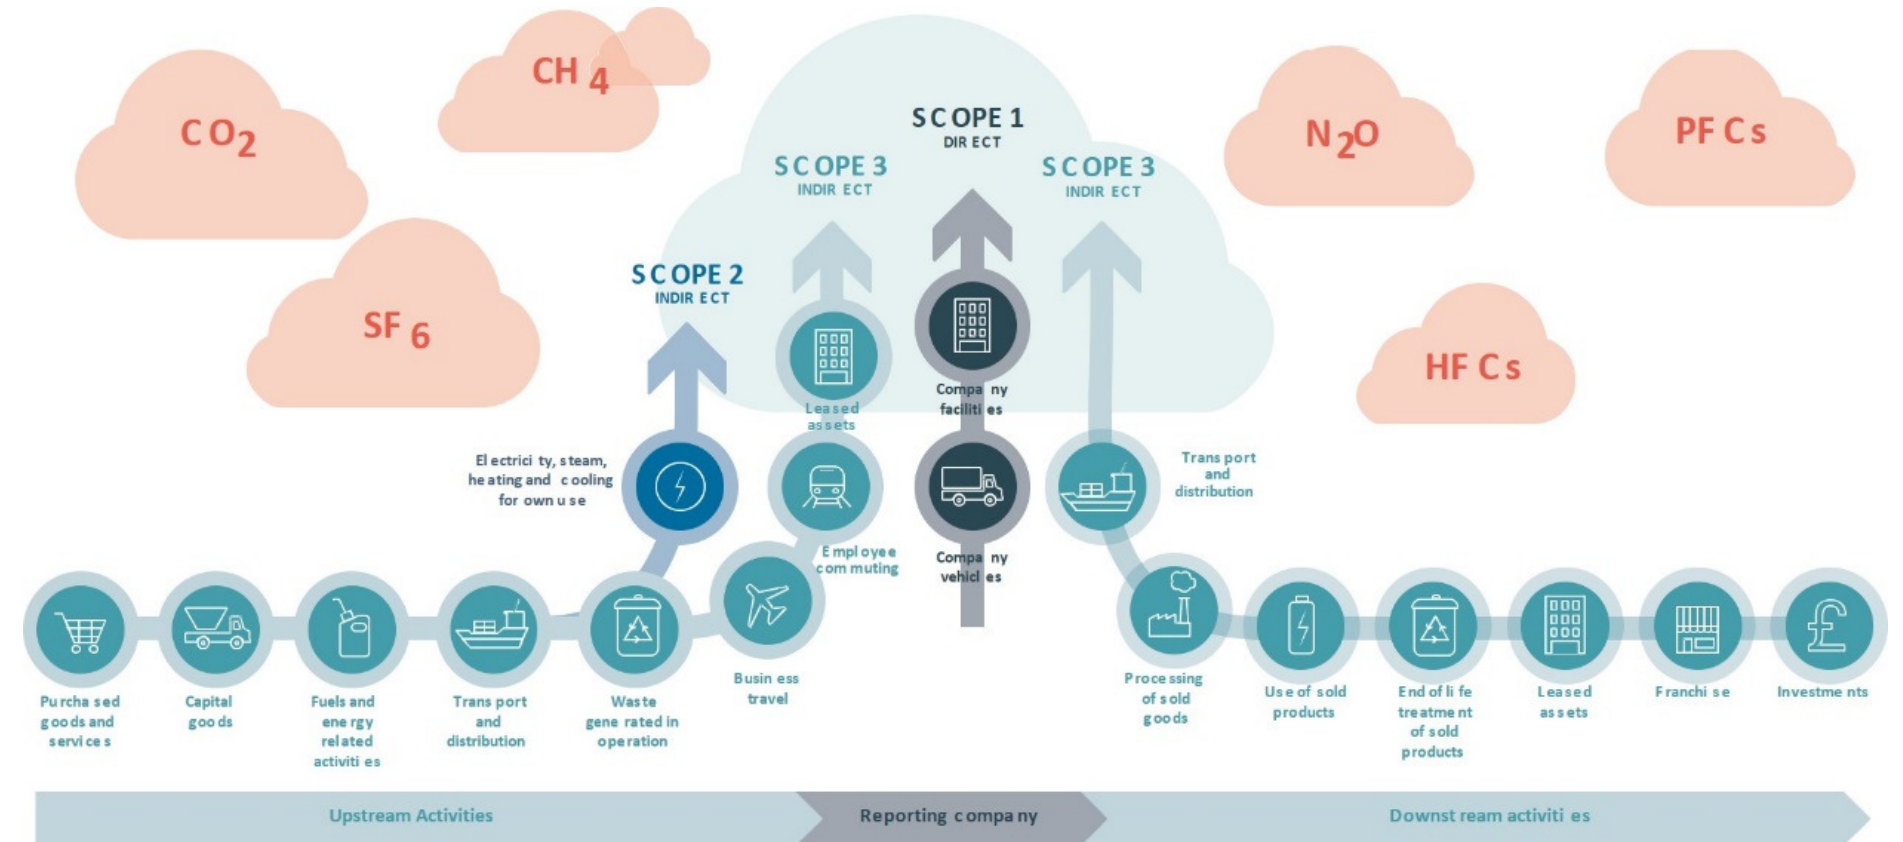 CO2
CH4
SF6
N2O
PFCs
HFCs
SCOPE 1
DIRECT
SCOPE 3
INDIRECT
SCOPE 3
INDIRECT
SCOPE 2
INDIRECT
Electricity, steam,
heating and cooling
for own use
Leased
assets
Employee
commuting
Company
facilities
Company
vehicles
Transport
and
distribution
Purchased
goods and
services
Capital
goods
Fuels and
energy
related
activities
Transport
and
distribution
Waste
generated in
operation
Business
travel
Processing
of sold
goods
Use of sold
products
End of life
treatment
of sold
products
Leased
assets
Franchise
£
Investments
Upstream Activities
Reporting company
Downstream activities